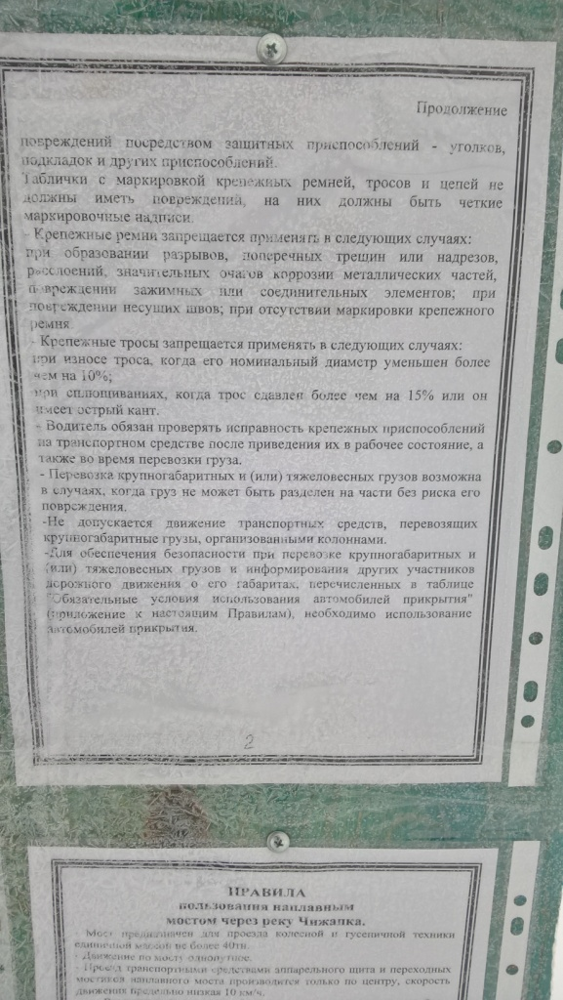 Продолжение
повреждений посредством защитных приспособлений - уголков,
подкладок и других приспособлений.
Таблички с маркировкой крепежных ремней, тросов и цепей не
должны иметь повреждений, на них должны быть четкие
маркировочные надписи.
- Крепежные ремни запрещается применять в следующих случаях:
при образовании разрывов, поперечных трещин или надрезов,
расслоений, значительных очагов коррозии металлических частей,
повреждении зажимных или соединительных элементов; при
повреждении несущих швов; при отсутствии маркировки крепежного
ремня
- Крепежные тросы запрещается применять в следующих случаях:
при износе троса, когда его номинальный диаметр уменьшен более
чем на 10%;
при сплющиваниях, когда трос сдавлен более чем на 15% или он
имеет острый кант.
- Водитель обязан проверять исправность крепежных приспособлений
на транспортном средстве после приведения их в рабочее состояние, а
также во время перевозки груза.
- Перевозка крупногабаритных и (или) тяжеловесных грузов возможна
в случаях, когда груз не может быть разделен на части без риска его
повреждения.
-Не допускается движение транспортных средств, перевозящих
крупногабаритные грузы, организованными колоннами.
-Для обеспечения безопасности при перевозке крупногабаритных и
(или) тяжеловесных грузов и информирования других участников
дорожного движения о его габаритах, перечисленных в таблице
"Обязательные условия использования автомобилей прикрытия"
(приложение к настоящим Правилам), необходимо использование
автомобилей прикрытия.
2
ПРАВИЛА
пользования наплавным
мостом через реку Чижапка.
- Мост предназначен для проезда колесной и гусеничной техники
единичной массой не более 40тн.
- Движение по мосту однопутное.
- Проезд транспортными средствами аппарельного щита и переходных
мостиков наплавного моста производится только по центру, скорость
движения предельно низкая 10 км/ч.